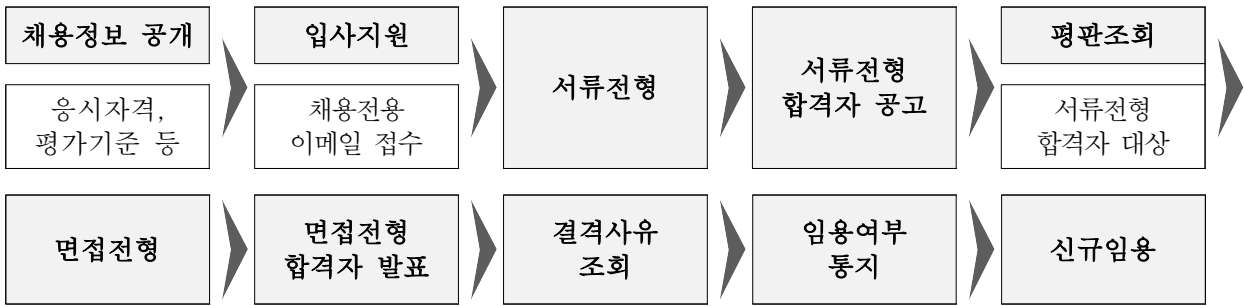 채용정보 공개
응시자격,
평가기준 등
입사지원
채용전용
이메일 접수
서류전형
서류전형
합격자 공고
평판조회
서류전형
합격자 대상
면접전형
면접전형
합격자 발표
결격사유
조회
임용여부
통지
신규임용